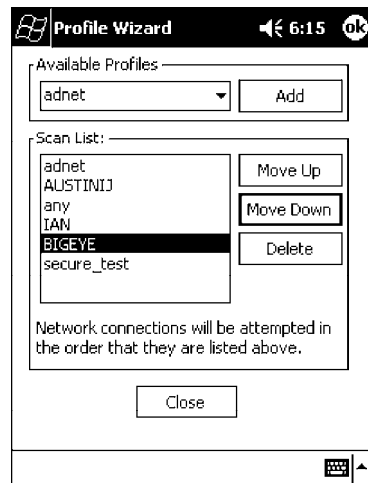 Profile Wizard 6:15 ok
Available Profiles
adnet Add
Scan List:
adnet
AUSTINIJ
any
IAN
BIGEYE
secure_test
Move Up
Move Down
Delete
Network connections will be attempted in
the order that they are listed above.
Close